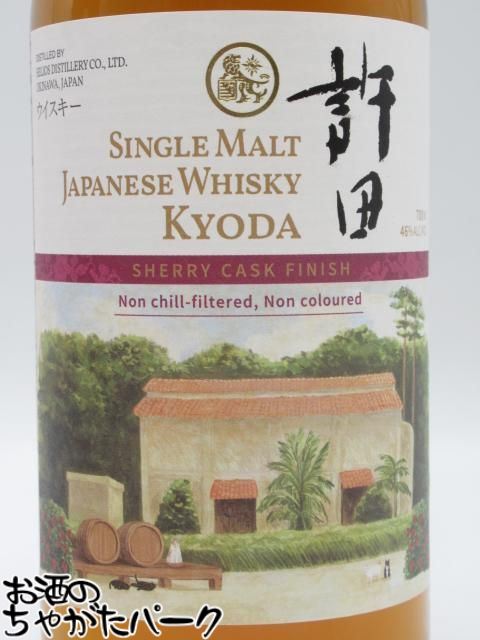 DISTILLED BY
HELIOS DISTILLERY CO., LTD.
OKINAWA, JAPAN
ウイスキー
許田
SINGLE MALT
JAPANESE WHISKY
KYODA
46%
SHERRY CASK FINISH
Non chill-filtered, Non coloured
お酒の
ちゃがたパーク